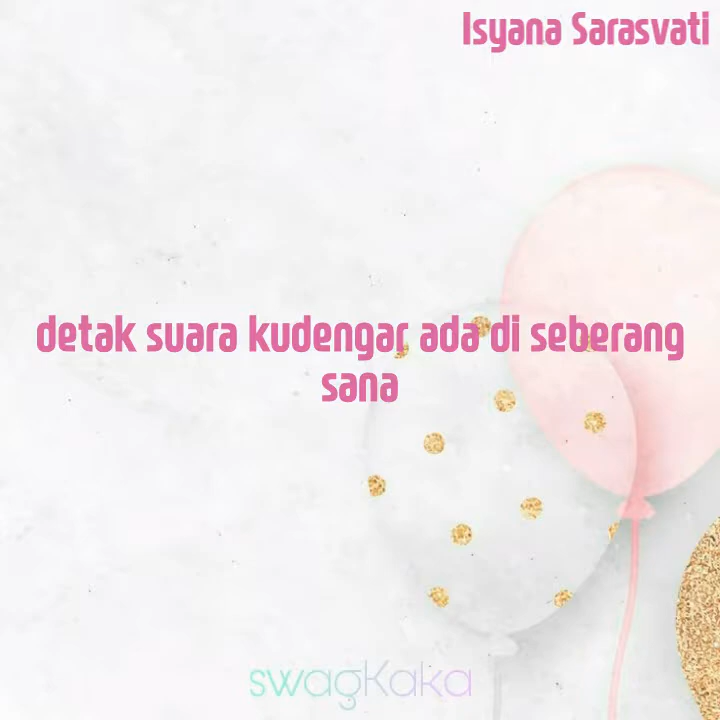 Isyana Sarasvati
detak suara kudengar ada di seberang
sana
swagKaka